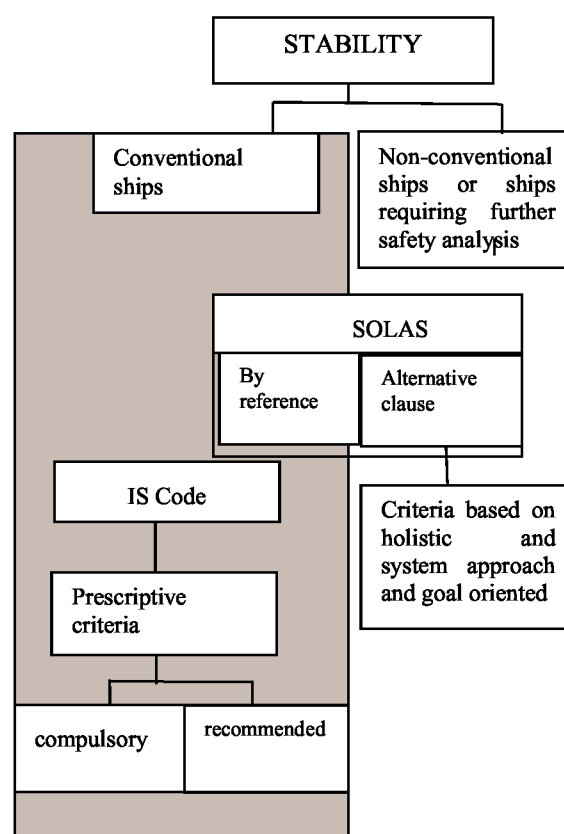 STABILITY
Conventional
ships
Non-conventional
ships or ships
requiring further
safety analysis
SOLAS
By
reference
Alternative
clause
IS Code
Criteria based on
holistic and
system approach
and goal oriented
Prescriptive
criteria
compulsory
recommended